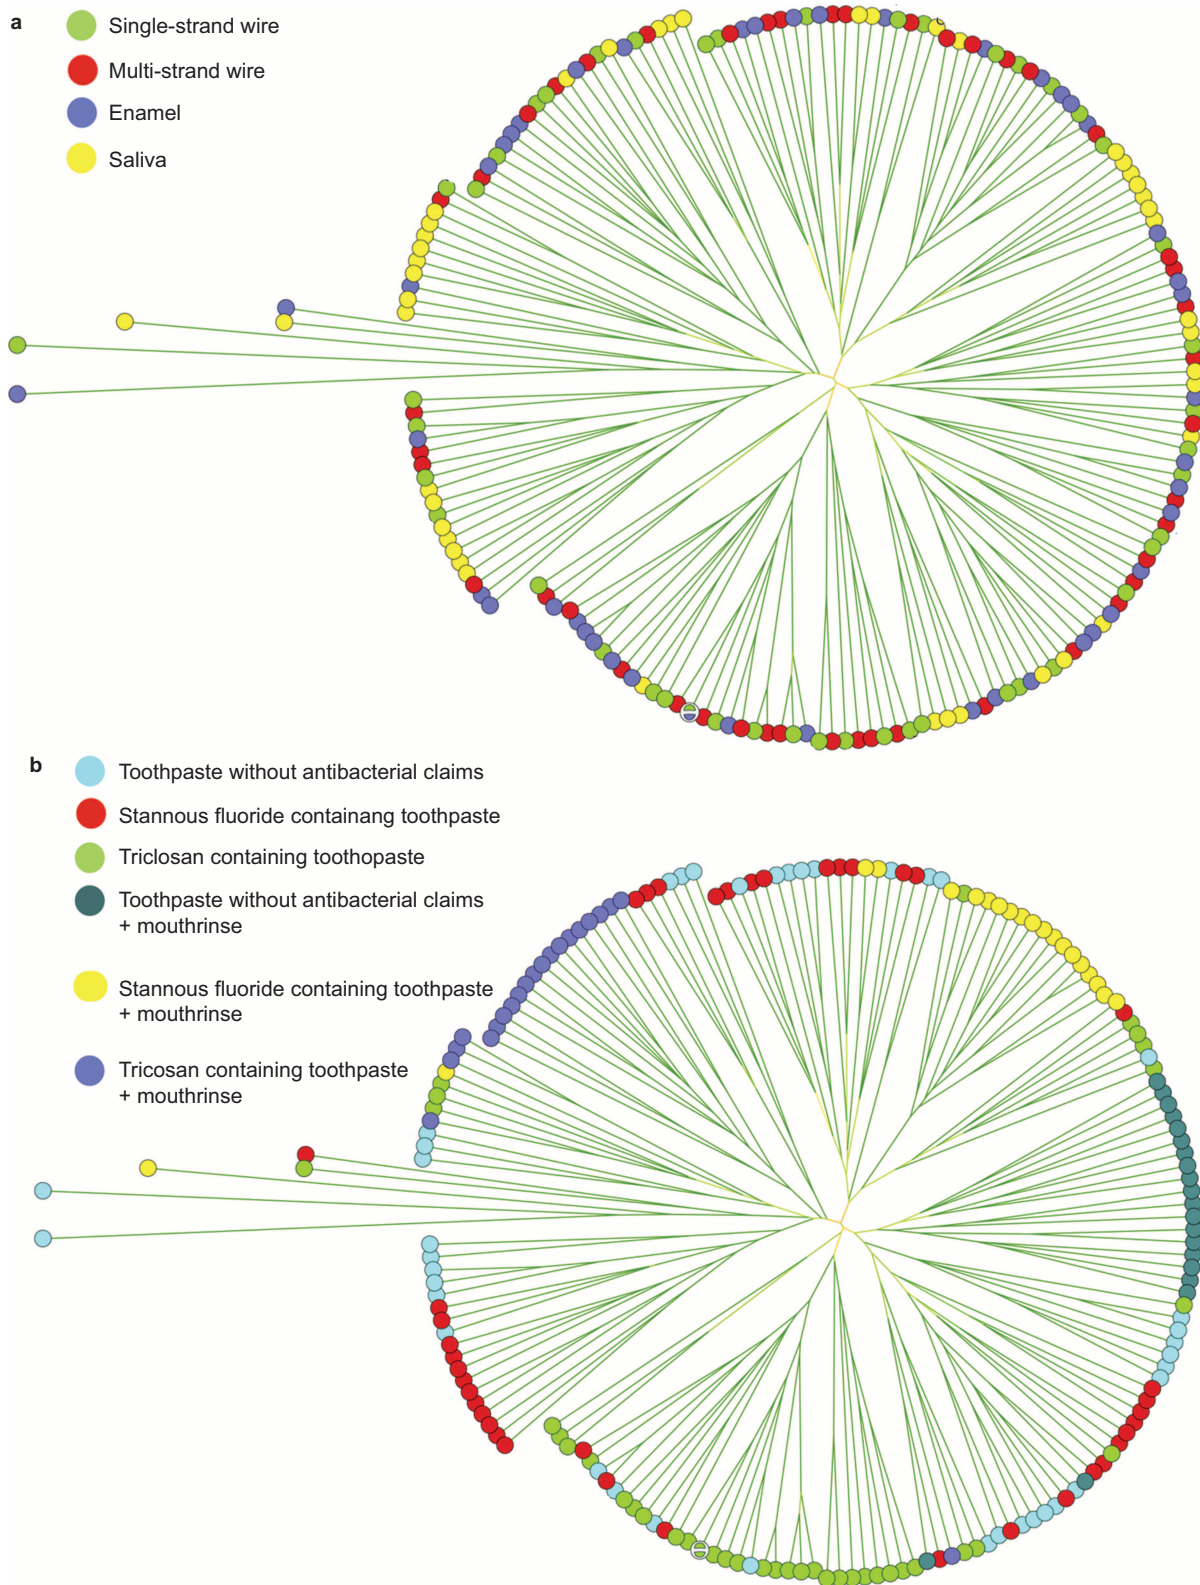 a
Single-strand wire
Multi-strand wire
Enamel
Saliva
b
Toothpaste without antibacterial claims
Stannous fluoride containang toothpaste
Triclosan containing toothopaste
Toothpaste without antibacterial claims
+ mouthrinse
Stannous fluoride containing toothpaste
+ mouthrinse
Tricosan containing toothpaste
+ mouthrinse